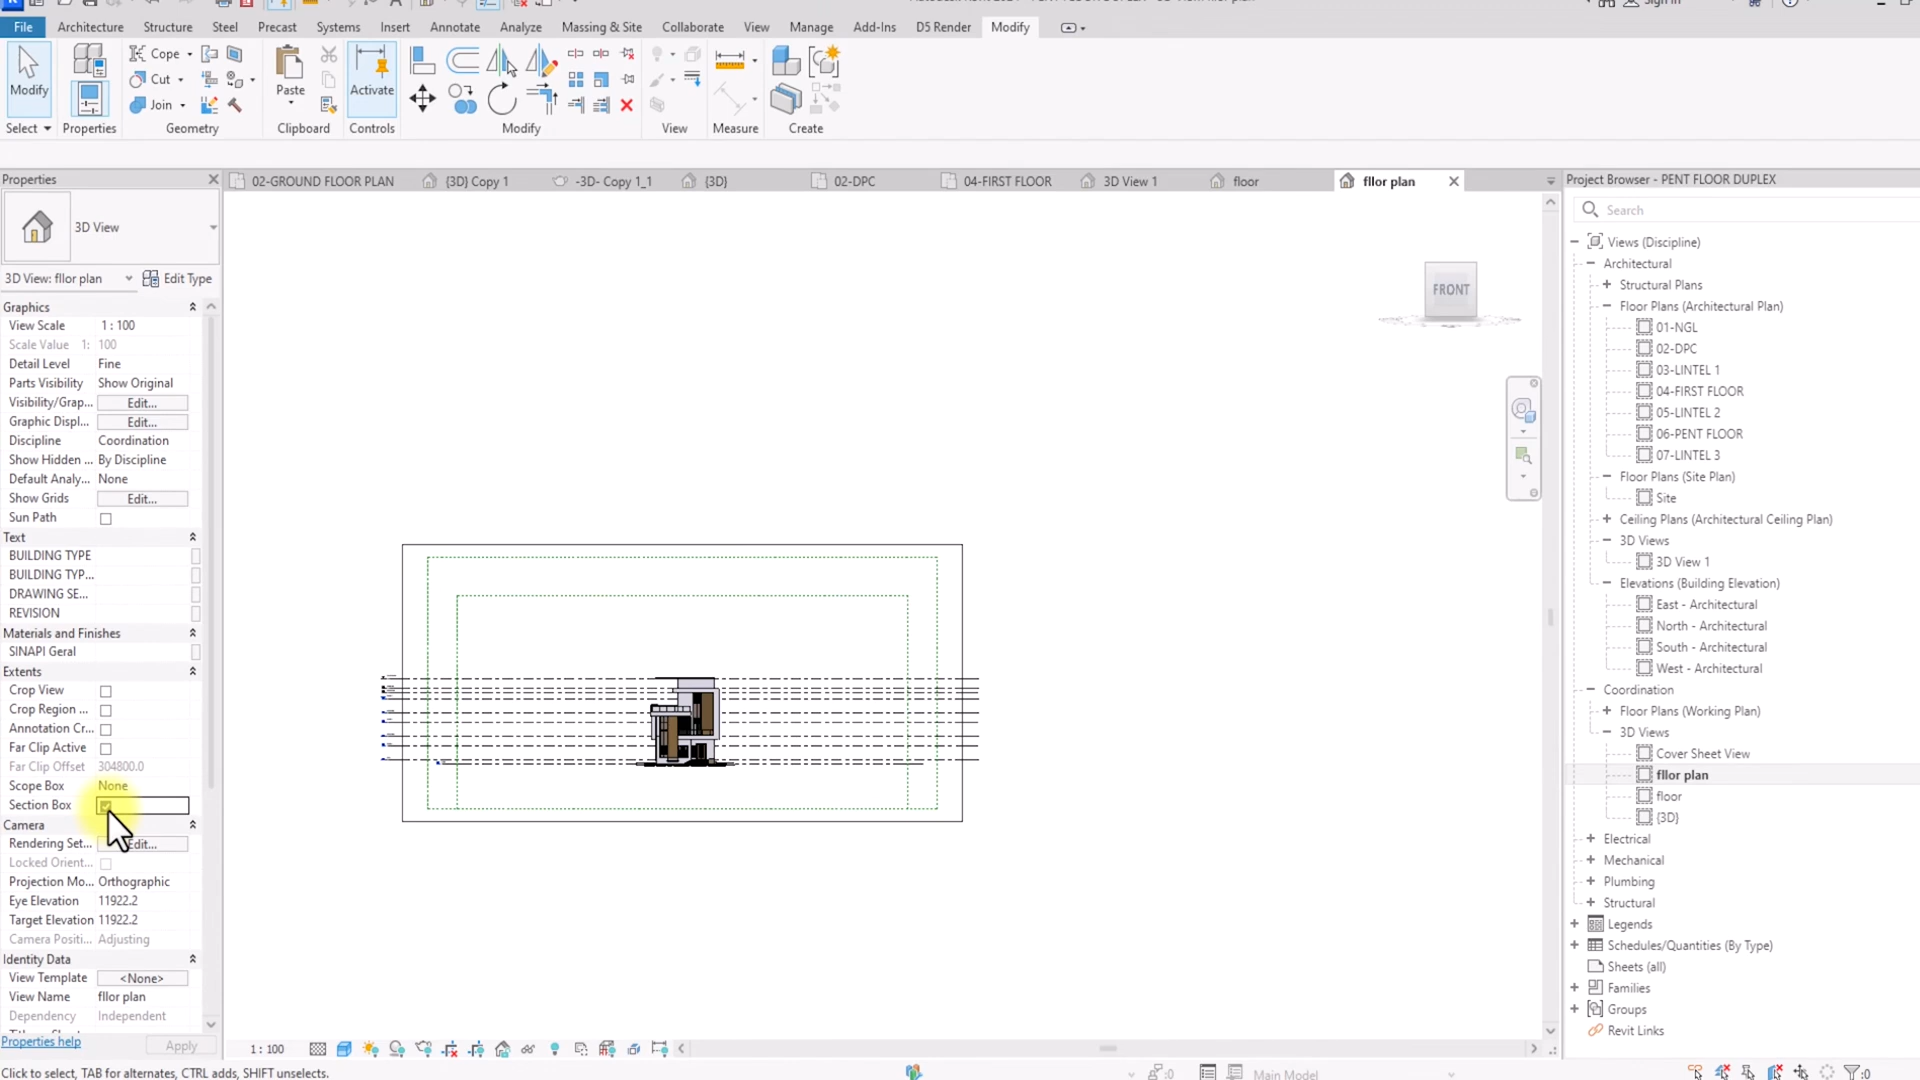 Sign In
File Architecture Structure Steel Precast Systems Insert Annotate Analyze Massing & Site Collaborate View Manage Add-Ins D5 Render Modify
Modify
Cope
Cut
Join
Paste
Activate
Select Properties Geometry Clipboard Controls Modify View Measure Create
Properties
02-GROUND FLOOR PLAN {3D} Copy 1 -3D- Copy 1_1 {3D} 02-DPC 04-FIRST FLOOR 3D View 1 floor fllor plan
Project Browser - PENT FLOOR DUPLEX
3D View
3D View: fllor plan Edit Type
Graphics
View Scale 1 : 100
Scale Value 1: 100
Detail Level Fine
Parts Visibility Show Original
Visibility/Grap... Edit...
Graphic Displ... Edit...
Discipline Coordination
Show Hidden ... By Discipline
Default Analy... None
Show Grids Edit...
Sun Path
Text
BUILDING TYPE
BUILDING TYP...
DRAWING SE...
REVISION
Materials and Finishes
SINAPI Geral
Extents
Crop View
Crop Region ...
Annotation Cr...
Far Clip Active
Far Clip Offset 304800.0
Scope Box None
Section Box
Camera
Rendering Set... Edit...
Locked Orient...
Projection Mo... Orthographic
Eye Elevation 11922.2
Target Elevation 11922.2
Camera Positi... Adjusting
Identity Data
View Template <None>
View Name fllor plan
Dependency Independent
Properties help Apply
FRONT
Search
Views (Discipline)
Architectural
Structural Plans
Floor Plans (Architectural Plan)
01-NGL
02-DPC
03-LINTEL 1
04-FIRST FLOOR
05-LINTEL 2
06-PENT FLOOR
07-LINTEL 3
Floor Plans (Site Plan)
Site
Ceiling Plans (Architectural Ceiling Plan)
3D Views
3D View 1
Elevations (Building Elevation)
East - Architectural
North - Architectural
South - Architectural
West - Architectural
Coordination
Floor Plans (Working Plan)
3D Views
Cover Sheet View
fllor plan
floor
{3D}
Electrical
Mechanical
Plumbing
Structural
Legends
Schedules/Quantities (By Type)
Sheets (all)
Families
Groups
Revit Links
1 : 100
Click to select, TAB for alternates, CTRL adds, SHIFT unselects.
:0
Main Model
:0